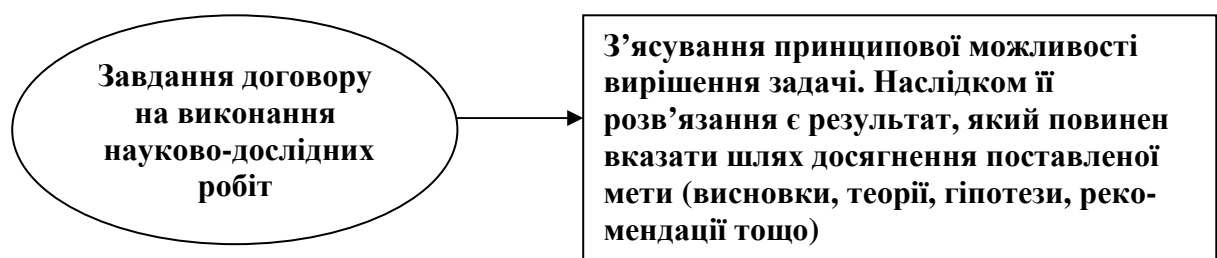 Завдання договору
на виконання
науково-дослідних
робіт
З’ясування принципової можливості
вирішення задачі. Наслідком її
розв’язання є результат, який повинен
вказати шлях досягнення поставленої
мети (висновки, теорії, гіпотези, реко-
мендації тощо)